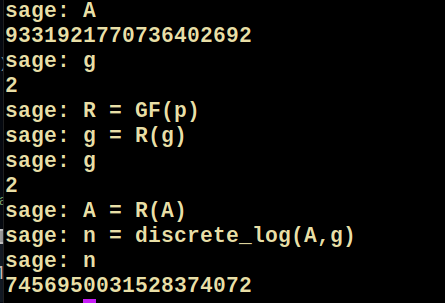 sage: A
9331921770736402692
sage: g
2
sage: R = GF(p)
sage: g = R(g)
sage: g
2
sage: A = R(A)
sage: n = discrete_log(A,g)
sage: n
7456950031528374072